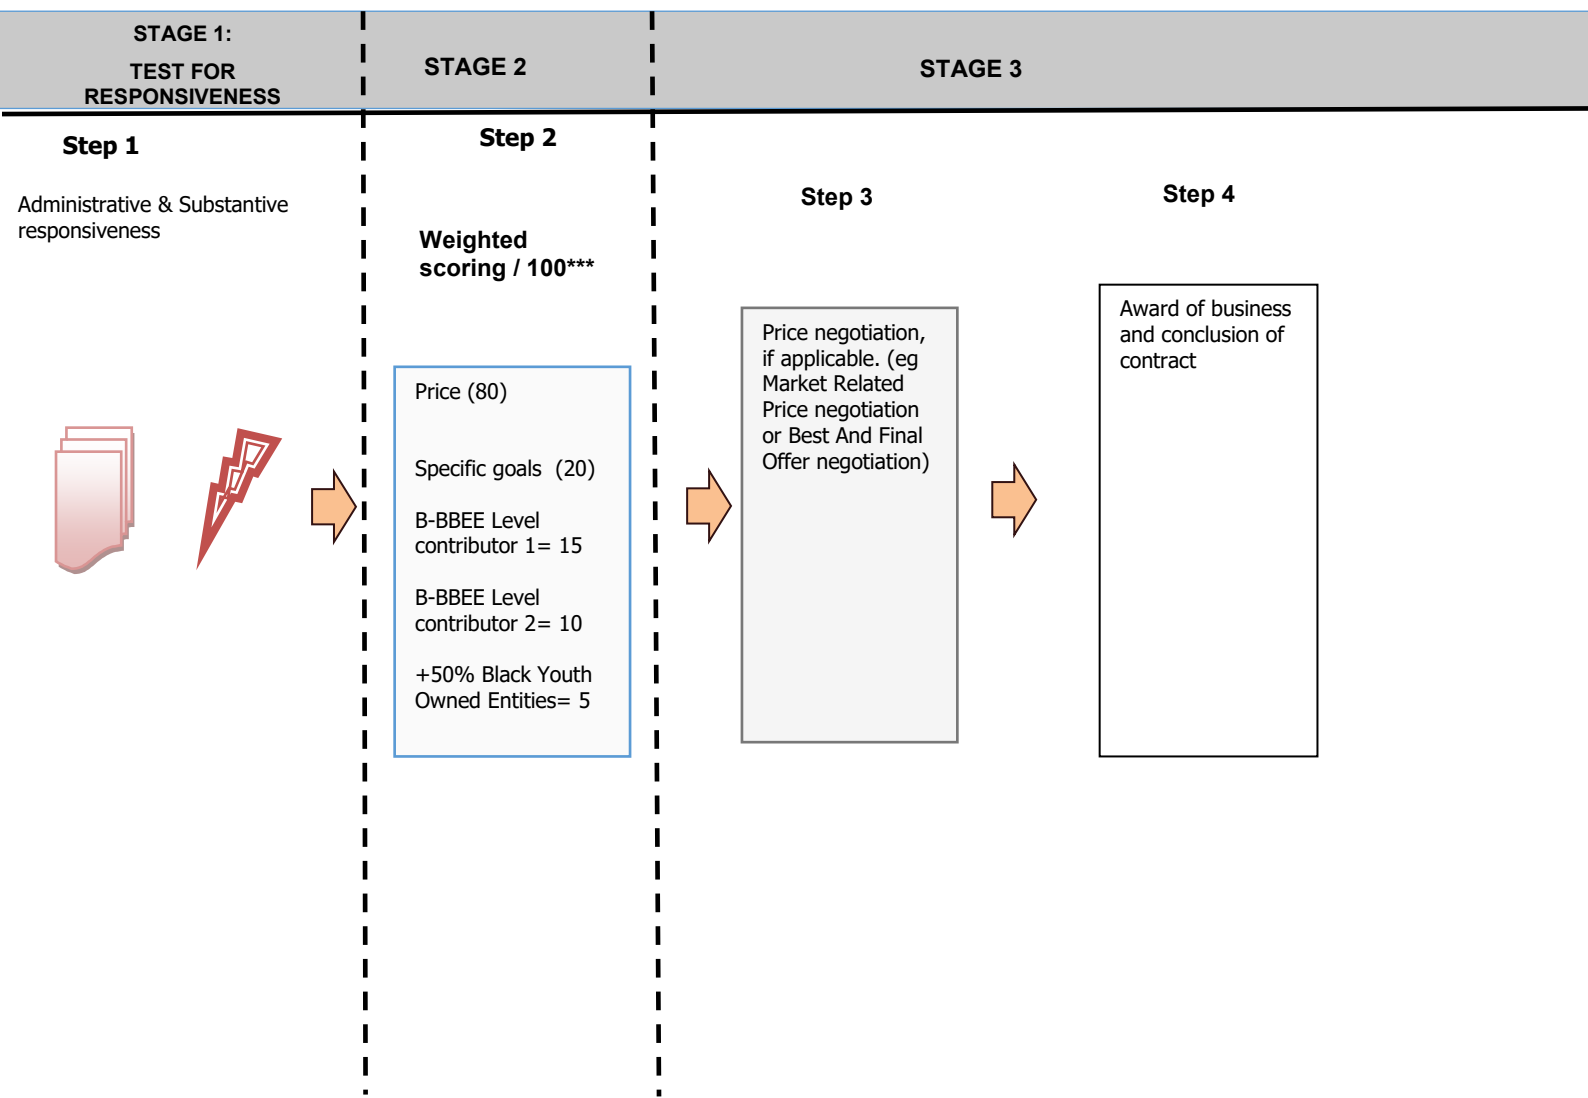 STAGE 1:
TEST FOR
RESPONSIVENESS
STAGE 2
STAGE 3
Step 1
Administrative & Substantive
responsiveness
Step 2
Weighted
scoring / 100***
Price (80)
Specific goals  (20)
B-BBEE Level
contributor 1= 15
B-BBEE Level
contributor 2= 10
+50% Black Youth
Owned Entities= 5
Step 3
Price negotiation,
if applicable. (eg
Market Related
Price negotiation
or Best And Final
Offer negotiation)
Step 4
Award of business
and conclusion of
contract